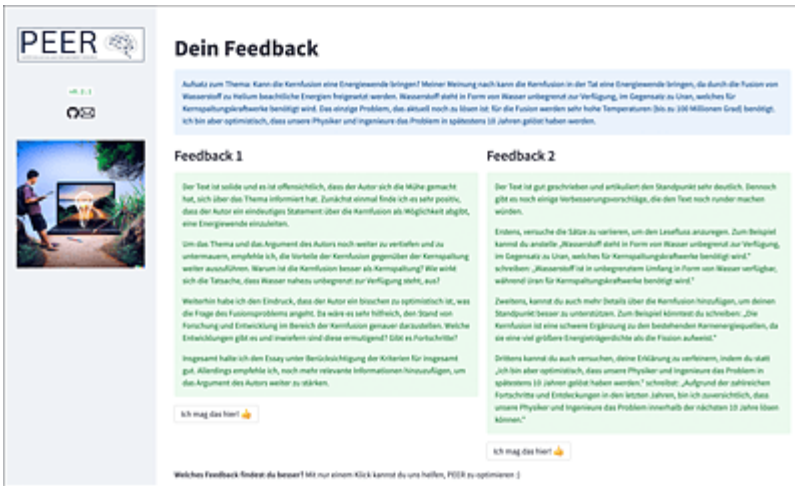 PEER
Dein Feedback
Aufsatz zum Thema: Kann die Kernfusion eine Energiewende bringen? Meiner Meinung nach kann die Kernfusion in der Tat eine Energiewende bringen, da durch die Fusion von
Wasserstoff zu Helium beachtliche Energien freigesetzt werden. Wasserstoff steht in Form von Wasser unbegrenzt zur Verfügung, im Gegensatz zu Uran, welches für
Kernspaltungskraftwerke benötigt wird. Das einzige Problem, das aktuell noch zu lösen ist: für die Fusion werden sehr hohe Temperaturen (bis zu 100 Millionen Grad) benötigt.
Ich bin aber optimistisch, dass unsere Physiker und Ingenieure das Problem in spätestens 10 Jahren gelöst haben werden.
Feedback 1
Der Text ist solide und es ist offensichtlich, dass der Autor sich die Mühe gemacht
hat, sich über das Thema informiert hat. Zunächst einmal finde ich es sehr positiv,
dass der Autor ein eindeutiges Statement über die Kernfusion als Möglichkeit abgibt,
eine Energiewende einzuleiten.
Um das Thema und das Argument des Autors noch weiter zu vertiefen und zu
untermauern, empfehle ich, die Vorteile der Kernfusion gegenüber der Kernspaltung
weiter auszuführen. Warum ist die Kernfusion besser als Kernspaltung? Wie wirkt
sich die Tatsache, dass Wasser nahezu unbegrenzt zur Verfügung steht, aus?
Weiterhin habe ich den Eindruck, dass der Autor ein bisschen zu optimistisch ist, was
die Frage des Fusionsproblems angeht. Da wäre es sehr hilfreich, den Stand von
Forschung und Entwicklung im Bereich der Kernfusion genauer darzustellen. Welche
Entwicklungen gibt es und inwiefern sind diese ermutigend? Gibt es Fortschritte?
Insgesamt halte ich den Essay unter Berücksichtigung der Kriterien für insgesamt
gut. Allerdings empfehle ich, noch mehr relevante Informationen hinzuzufügen, um
das Argument des Autors weiter zu stärken.
Ich mag das hier! 👍
Feedback 2
Der Text ist gut geschrieben und artikuliert den Standpunkt sehr deutlich. Dennoch
gibt es noch einige Verbesserungsvorschläge, die den Text noch runder machen
würden.
Erstens, versuche die Sätze zu variieren, um den Lesefluss anzuregen. Zum Beispiel
kannst du anstelle „Wasserstoff steht in Form von Wasser unbegrenzt zur Verfügung,
im Gegensatz zu Uran, welches für Kernspaltungskraftwerke benötigt wird."
schreiben: „Wasserstoff ist in unbegrenztem Umfang in Form von Wasser verfügbar,
während Uran für Kernspaltungskraftwerke benötigt wird."
Zweitens, kannst du auch mehr Details über die Kernfusion hinzufügen, um deinen
Standpunkt besser zu unterstützen. Zum Beispiel könntest du schreiben: „Die
Kernfusion ist eine schwere Ergänzung zu den bestehenden Kernenergiequellen, da
sie eine viel größere Energieträgerdichte als die Fission aufweist."
Drittens kannst du auch versuchen, deine Erklärung zu verfeinern, indem du statt
„Ich bin aber optimistisch, dass unsere Physiker und Ingenieure das Problem in
spätestens 10 Jahren gelöst haben werden." schreibst: „Aufgrund der zahlreichen
Fortschritte und Entdeckungen in den letzten Jahren, bin ich zuversichtlich, dass
unsere Physiker und Ingenieure das Problem innerhalb der nächsten 10 Jahre lösen
können."
Ich mag das hier! 👍
Welches Feedback findest du besser? Mit nur einem Klick kannst du uns helfen, PEER zu optimieren :)